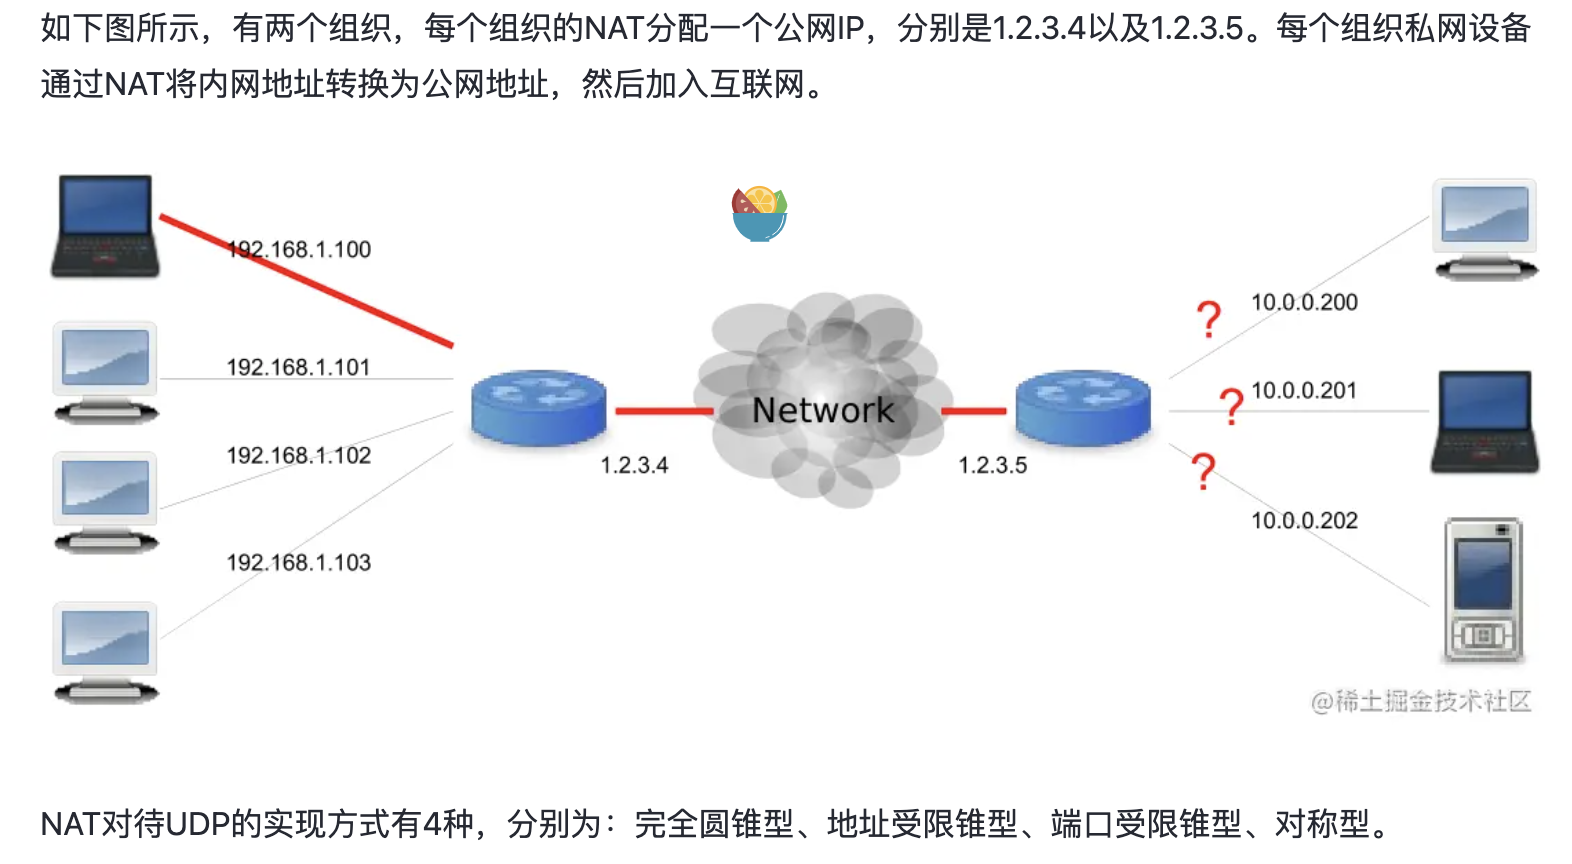 如下图所示，有两个组织，每个组织的NAT分配一个公网IP，分别是1.2.3.4以及1.2.3.5。每个组织私网设备
通过NAT将内网地址转换为公网地址，然后加入互联网。
192.168.1.100
192.168.1.101
192.168.1.102
192.168.1.103
1.2.3.4
Network
1.2.3.5
?
10.0.0.200
?
10.0.0.201
?
10.0.0.202
@稀土掘金技术社区
NAT对待UDP的实现方式有4种，分别为：完全圆锥型、地址受限锥型、端口受限锥型、对称型。